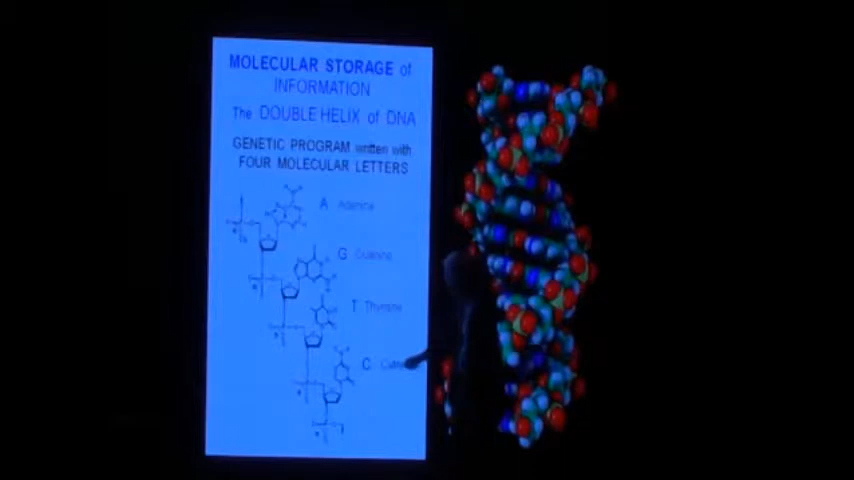 MOLECULAR STORAGE of
INFORMATION
The DOUBLE HELIX of DNA
GENETIC PROGRAM written with
FOUR MOLECULAR LETTERS
A Adenine
G Guanine
T Thymine
C